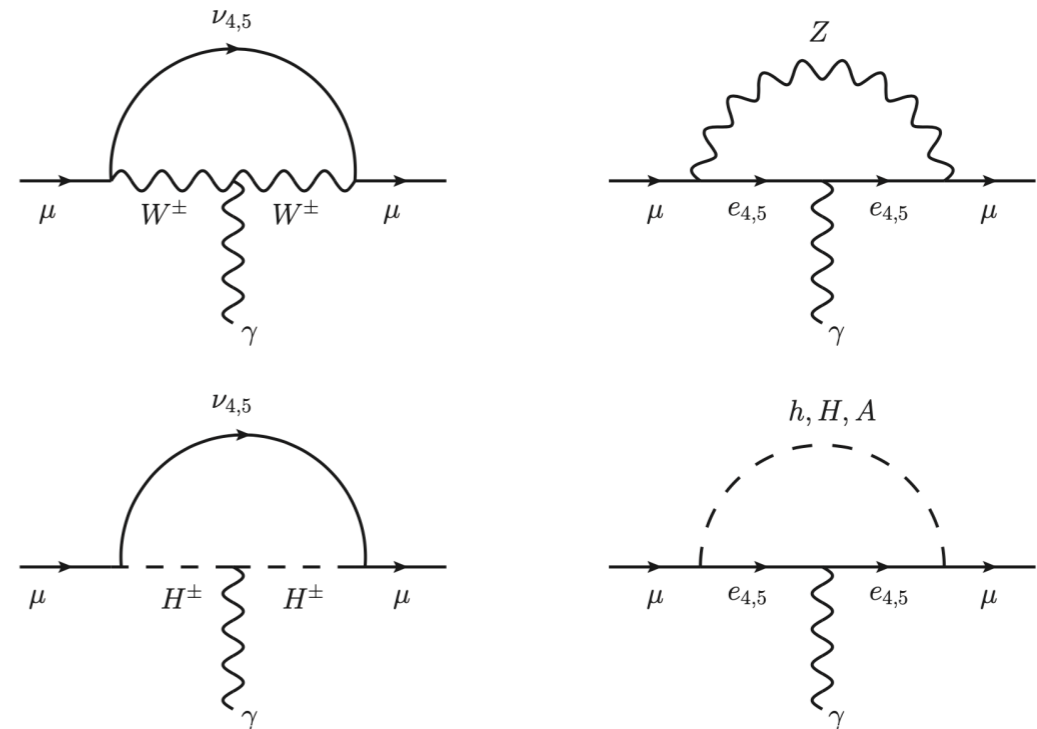 ν₄,₅
Z
μ W± W± μ
μ e₄,₅ e₄,₅ μ
γ
γ
ν₄,₅
h, H, A
μ H± H± μ
μ e₄,₅ e₄,₅ μ
γ
γ